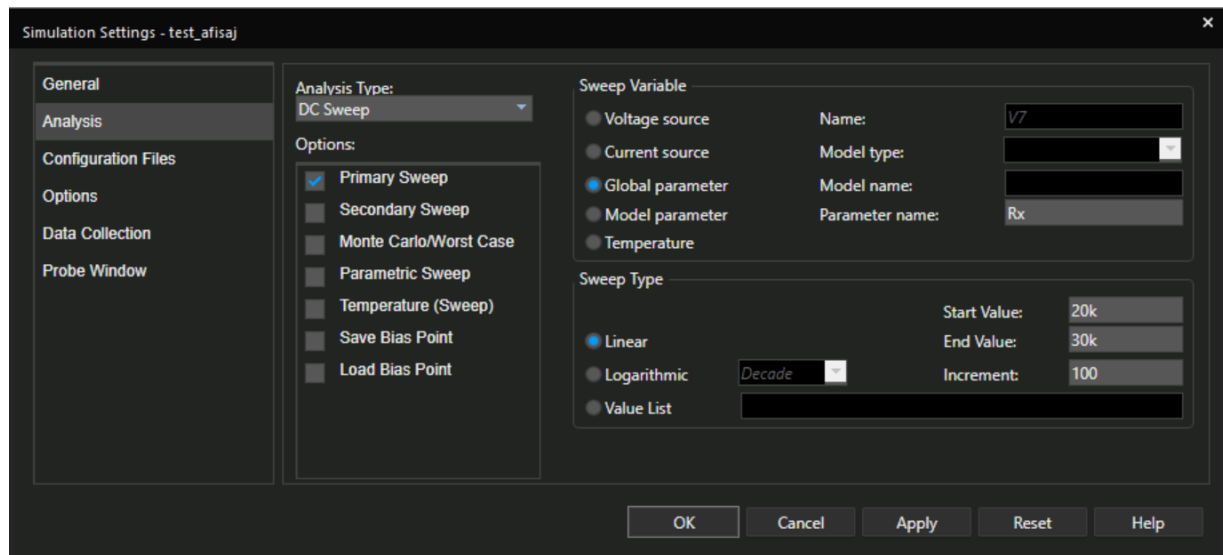 Simulation Settings - test_afisaj
×
General
Analysis
Configuration Files
Options
Data Collection
Probe Window
Analysis Type:
DC Sweep
Options:
Primary Sweep
Secondary Sweep
Monte Carlo/Worst Case
Parametric Sweep
Temperature (Sweep)
Save Bias Point
Load Bias Point
Sweep Variable
Voltage source Name: V7
Current source Model type:
Global parameter Model name:
Model parameter Parameter name: Rx
Temperature
Sweep Type
Start Value: 20k
Linear End Value: 30k
Logarithmic Decade Increment: 100
Value List
OK Cancel Apply Reset Help